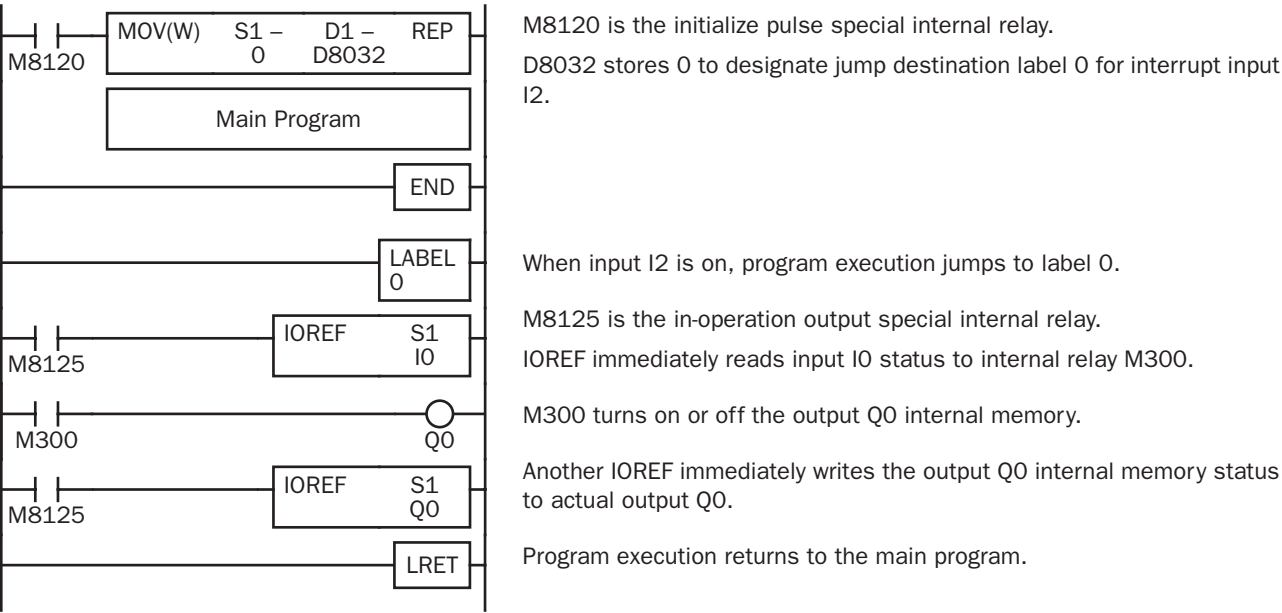 MOV(W) S1 – D1 – REP
0 D8032
M8120
M8120 is the initialize pulse special internal relay.
D8032 stores 0 to designate jump destination label 0 for interrupt input
I2.
Main Program
END
LABEL
0
When input I2 is on, program execution jumps to label 0.
IOREF S1
I0
M8125
M8125 is the in-operation output special internal relay.
IOREF immediately reads input I0 status to internal relay M300.
M300
Q0
M300 turns on or off the output Q0 internal memory.
IOREF S1
Q0
M8125
Another IOREF immediately writes the output Q0 internal memory status
to actual output Q0.
LRET
Program execution returns to the main program.